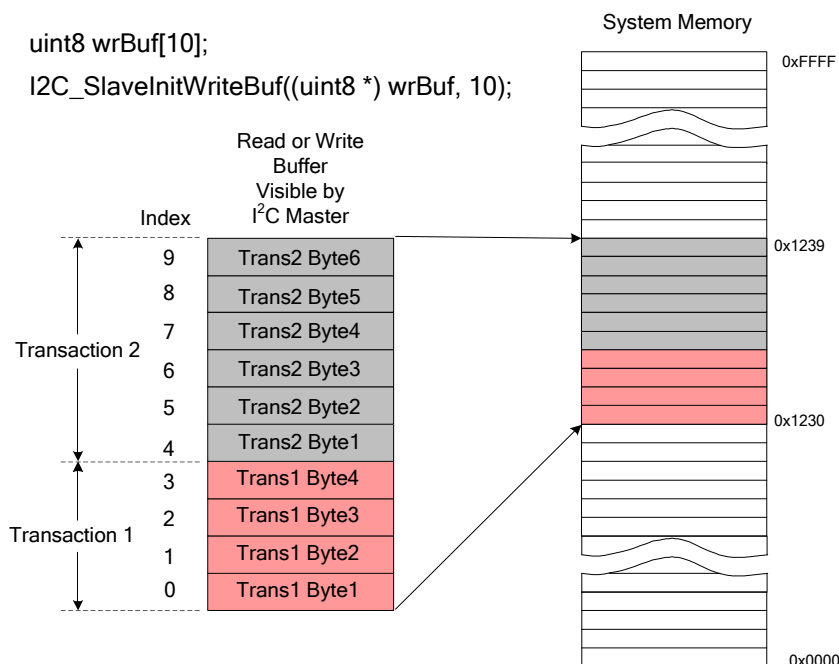 uint8 wrBuf[10];
I2C_SlaveInitWriteBuf((uint8 *) wrBuf, 10);
System Memory
0xFFFF
Read or Write
Buffer
Visible by
I2C Master
Index
9 Trans2 Byte6
8 Trans2 Byte5
7 Trans2 Byte4
6 Trans2 Byte3
5 Trans2 Byte2
4 Trans2 Byte1
3 Trans1 Byte4
2 Trans1 Byte3
1 Trans1 Byte2
0 Trans1 Byte1
Transaction 2
Transaction 1
0x1239
0x1230
0x0000